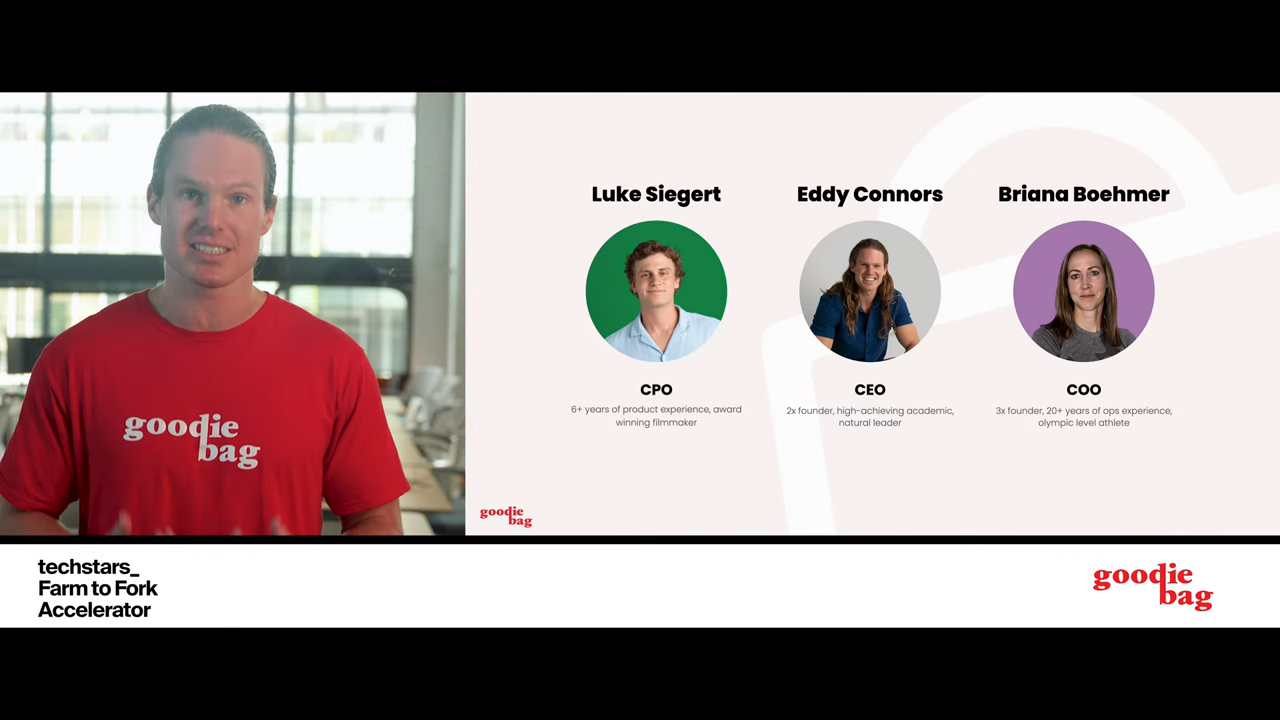 goodie
bag
Luke Siegert
Eddy Connors
Briana Boehmer
CPO
6+ years of product experience, award
winning filmmaker
CEO
2x founder, high-achieving academic,
natural leader
COO
3x founder, 20+ years of ops experience,
olympic level athlete
goodie
bag
techstars_
Farm to Fork
Accelerator
goodie
bag